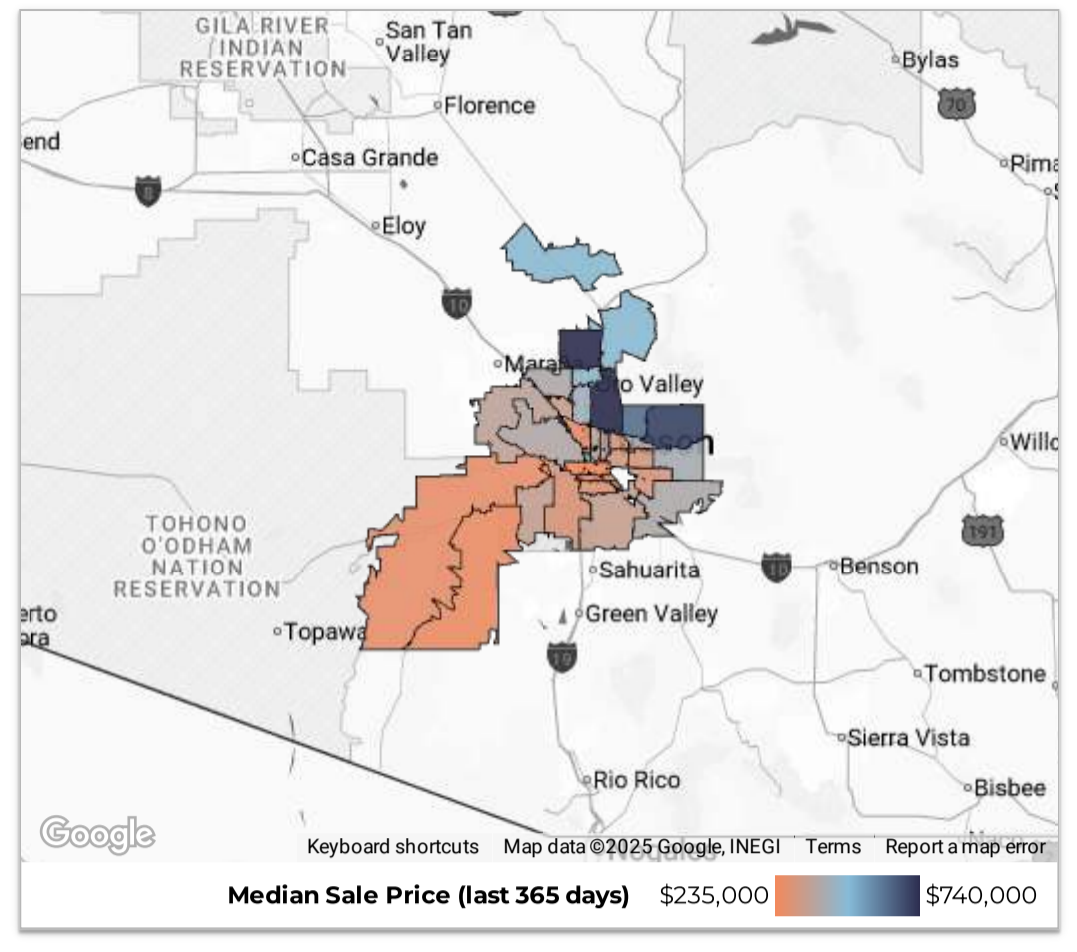 GILA RIVER
INDIAN
RESERVATION
San Tan
Valley
Bylas
70
Florence
end
Casa Grande
Pima
8
Eloy
10
Oro Valley
191
TOHONO
O'ODHAM
NATION
RESERVATION
Sahuarita
10
Benson
erto
Green Valley
Topawa
19
Tombstone
Sierra Vista
Rio Rico
Bisbee
Google
Keyboard shortcuts Map data ©2025 Google, INEGI Terms Report a map error
Median Sale Price (last 365 days) $235,000 $740,000